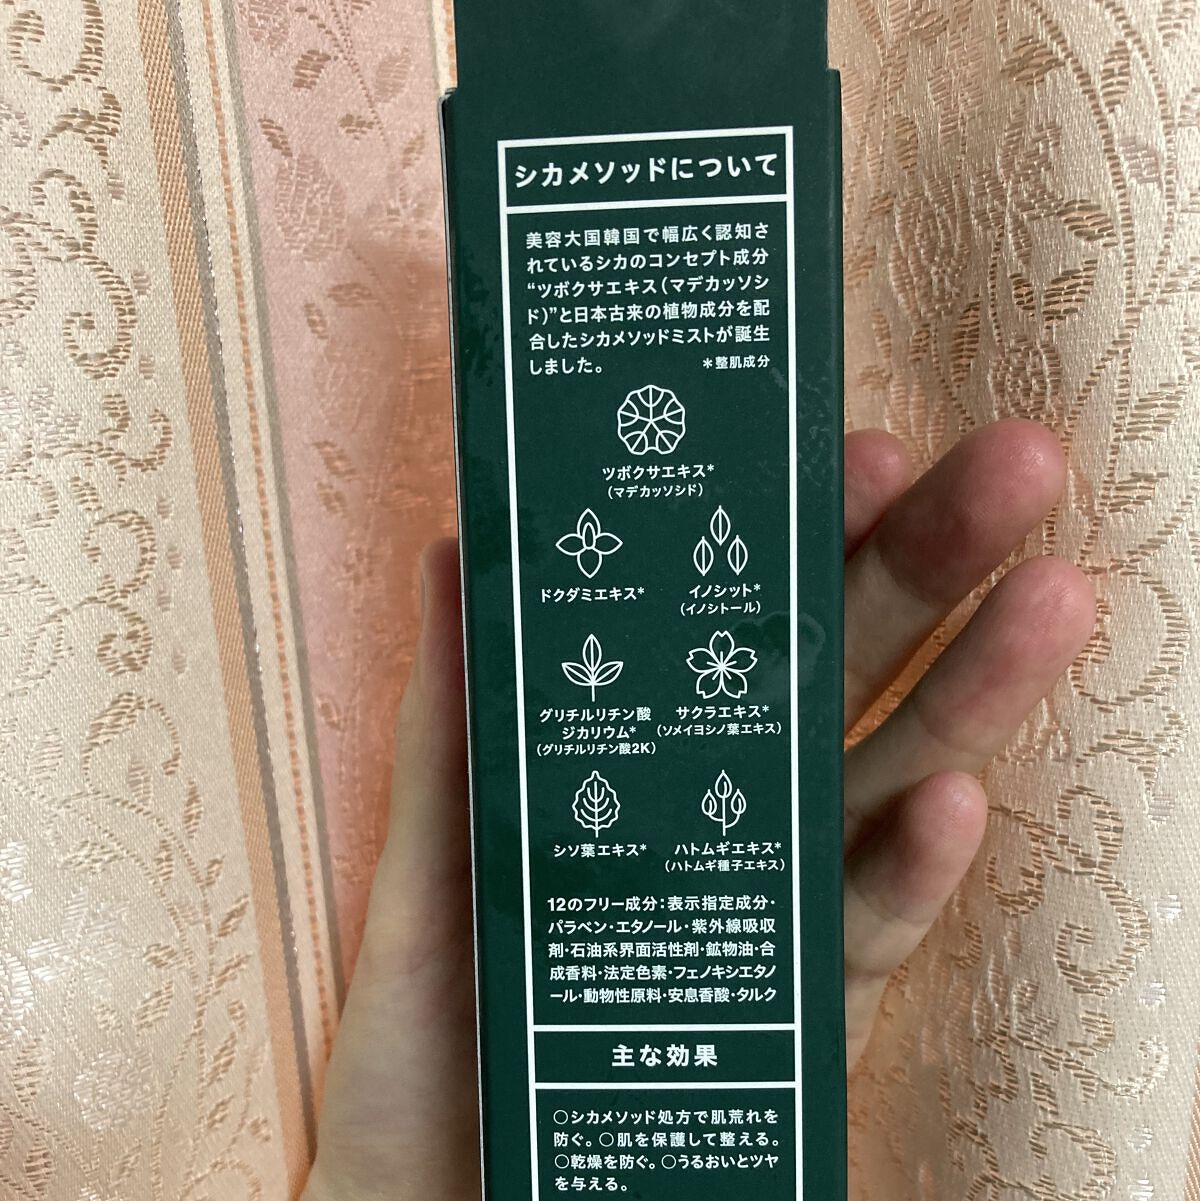 シカメソッドについて
美容大国韓国で幅広く認知さ
れているシカのコンセプト成分
“ツボクサエキス（マデカッソシ
ド）”と日本古来の植物成分を配
合したシカメソッドミストが誕生
しました。 ＊整肌成分
ツボクサエキス*
（マデカッソシド）
ドクダミエキス* イノシット*
（イノシトール）
グリチルリチン酸 サクラエキス*
ジカリウム* （ソメイヨシノ葉エキス）
（グリチルリチン酸2K）
シソ葉エキス* ハトムギエキス*
（ハトムギ種子エキス）
12のフリー成分：表示指定成分・
パラベン・エタノール・紫外線吸収
剤・石油系界面活性剤・鉱物油・合
成香料・法定色素・フェノキシエタノ
ール・動物性原料・安息香酸・タルク
主な効果
○シカメソッド処方で肌荒れを
防ぐ。○肌を保護して整える。
○乾燥を防ぐ。○うるおいとツヤ
を与える。